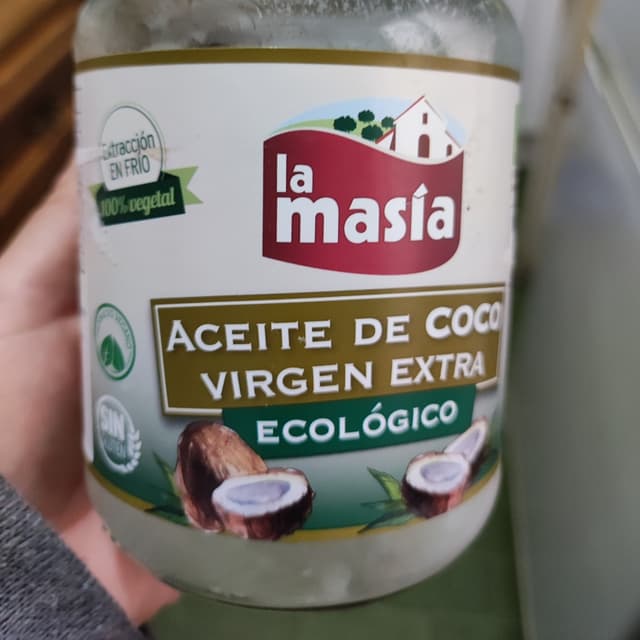 Extracción
EN FRÍO
100% vegetal
la
masía
ACEITE DE COCO
VIRGEN EXTRA
ECOLÓGICO
SIN